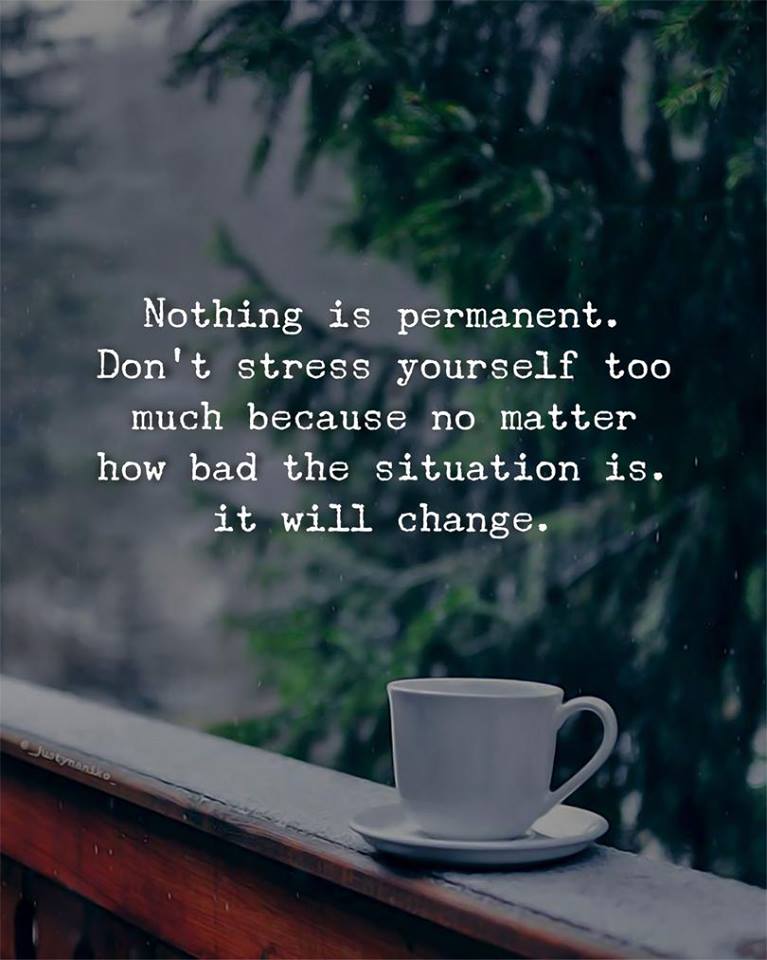 Nothing is permanent.
Don't stress yourself too
much because no matter
how bad the situation is.
it will change.